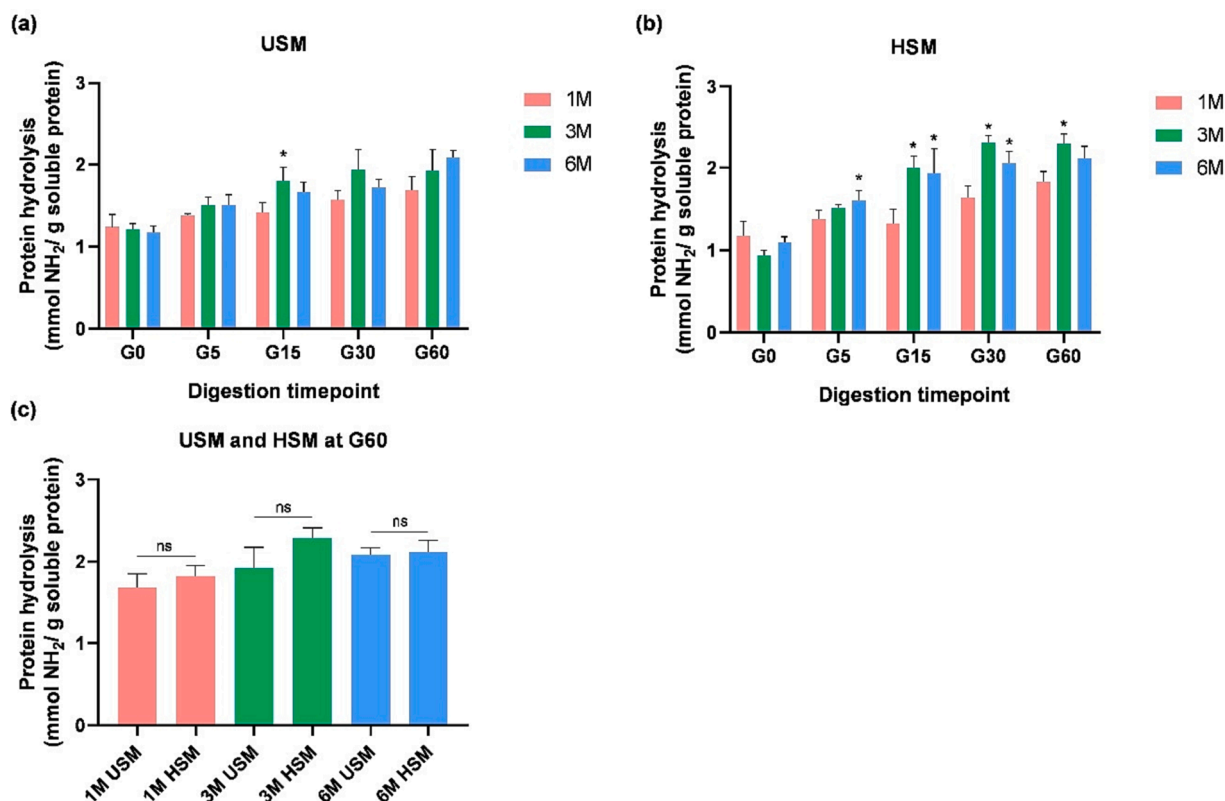 (a)
USM
Protein hydrolysis
(mmol NH2/ g soluble protein)
3
2
1
0
*
G0 G5 G15 G30 G60
Digestion timepoint
1M
3M
6M
(b)
HSM
Protein hydrolysis
(mmol NH2/ g soluble protein)
3
2
1
0
* * * * * *
G0 G5 G15 G30 G60
Digestion timepoint
1M
3M
6M
(c)
USM and HSM at G60
Protein hydrolysis
(mmol NH2/ g soluble protein)
3
2
1
0
ns ns ns
1M USM 1M HSM 3M USM 3M HSM 6M USM 6M HSM